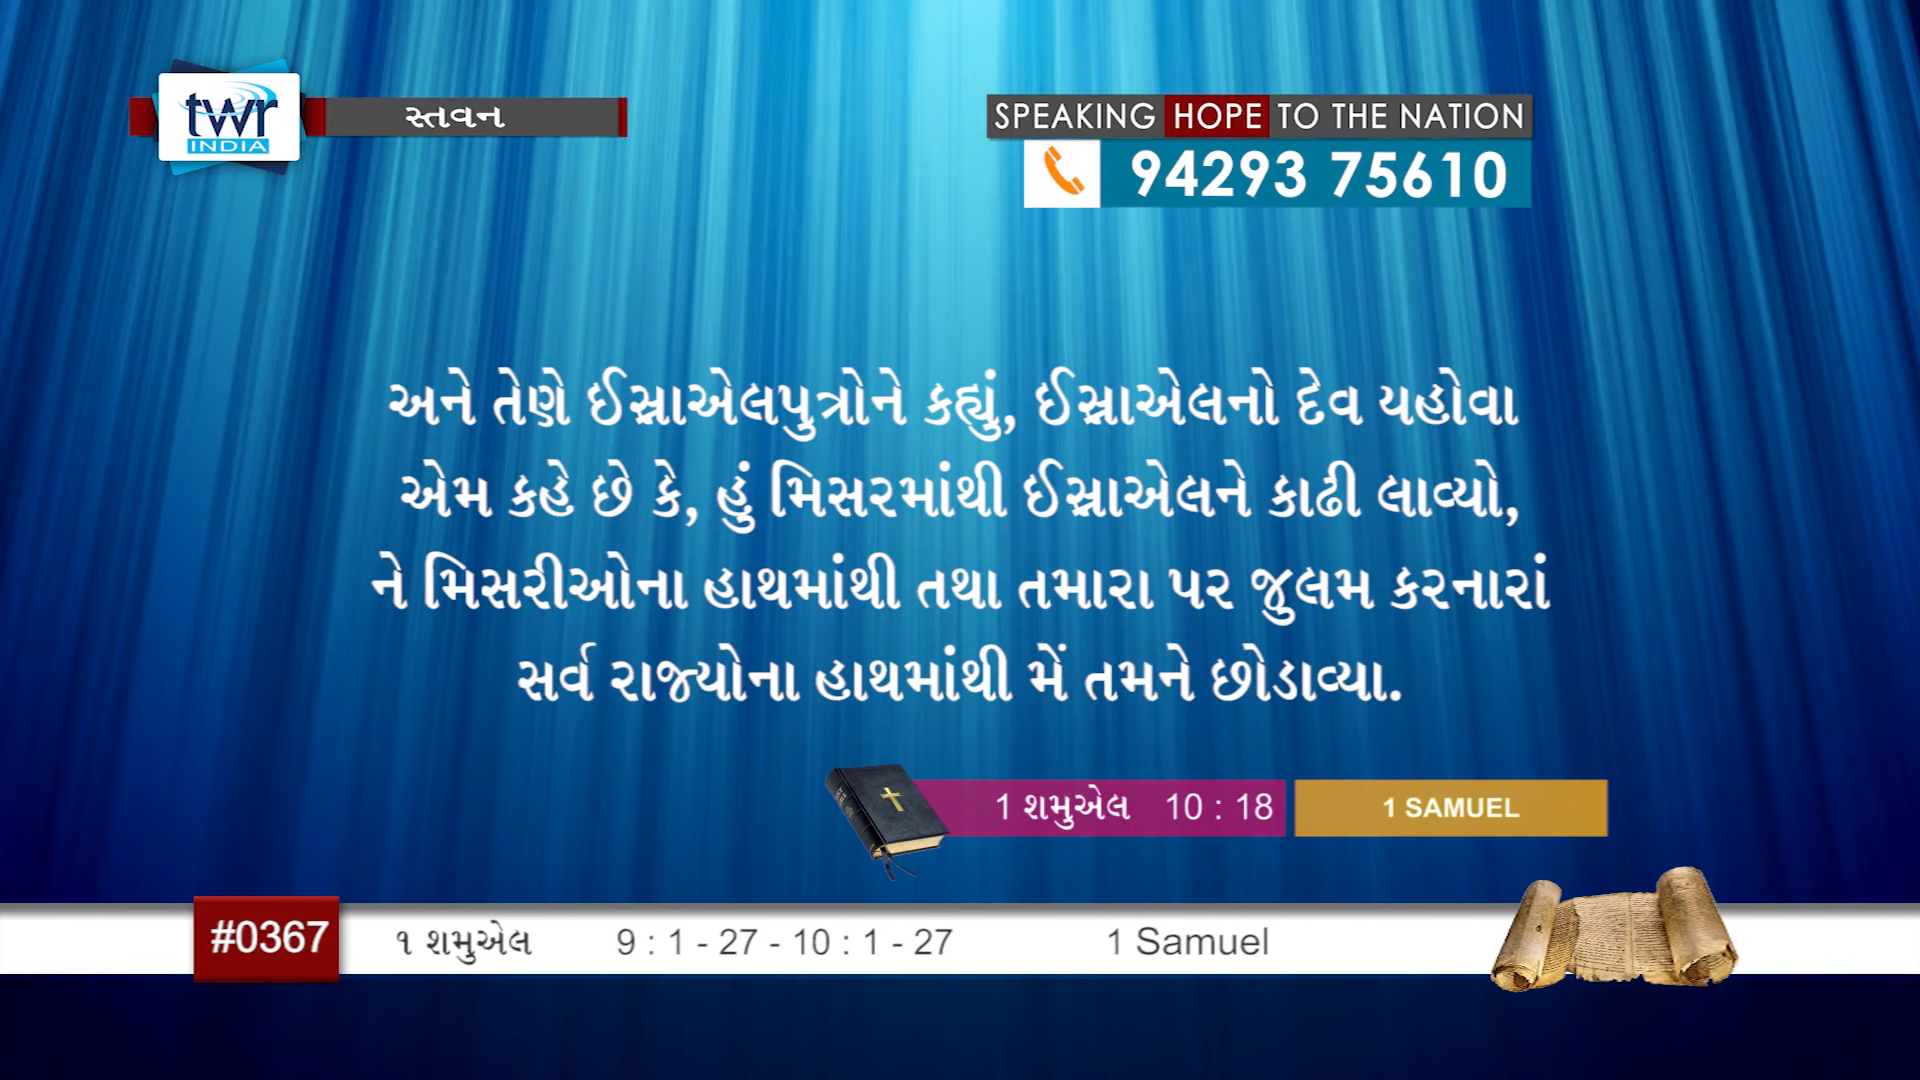 twr
INDIA
સ્તવન
SPEAKING HOPE TO THE NATION
94293 75610
અને તેણે ઈસ્રાએલપુત્રોને કહ્યું, ઈસ્રાએલનો દેવ યહોવા
એમ કહે છે કે, હું મિસરમાંથી ઈસ્રાએલને કાઢી લાવ્યો,
ને મિસરીઓના હાથમાંથી તથા તમારા પર જુલમ કરનારાં
સર્વ રાજ્યોના હાથમાંથી મેં તમને છોડાવ્યા.
1 શમુએલ 10 : 18
1 SAMUEL
#0367
૧ શમુએલ 9 : 1 - 27 - 10 : 1 - 27 1 Samuel